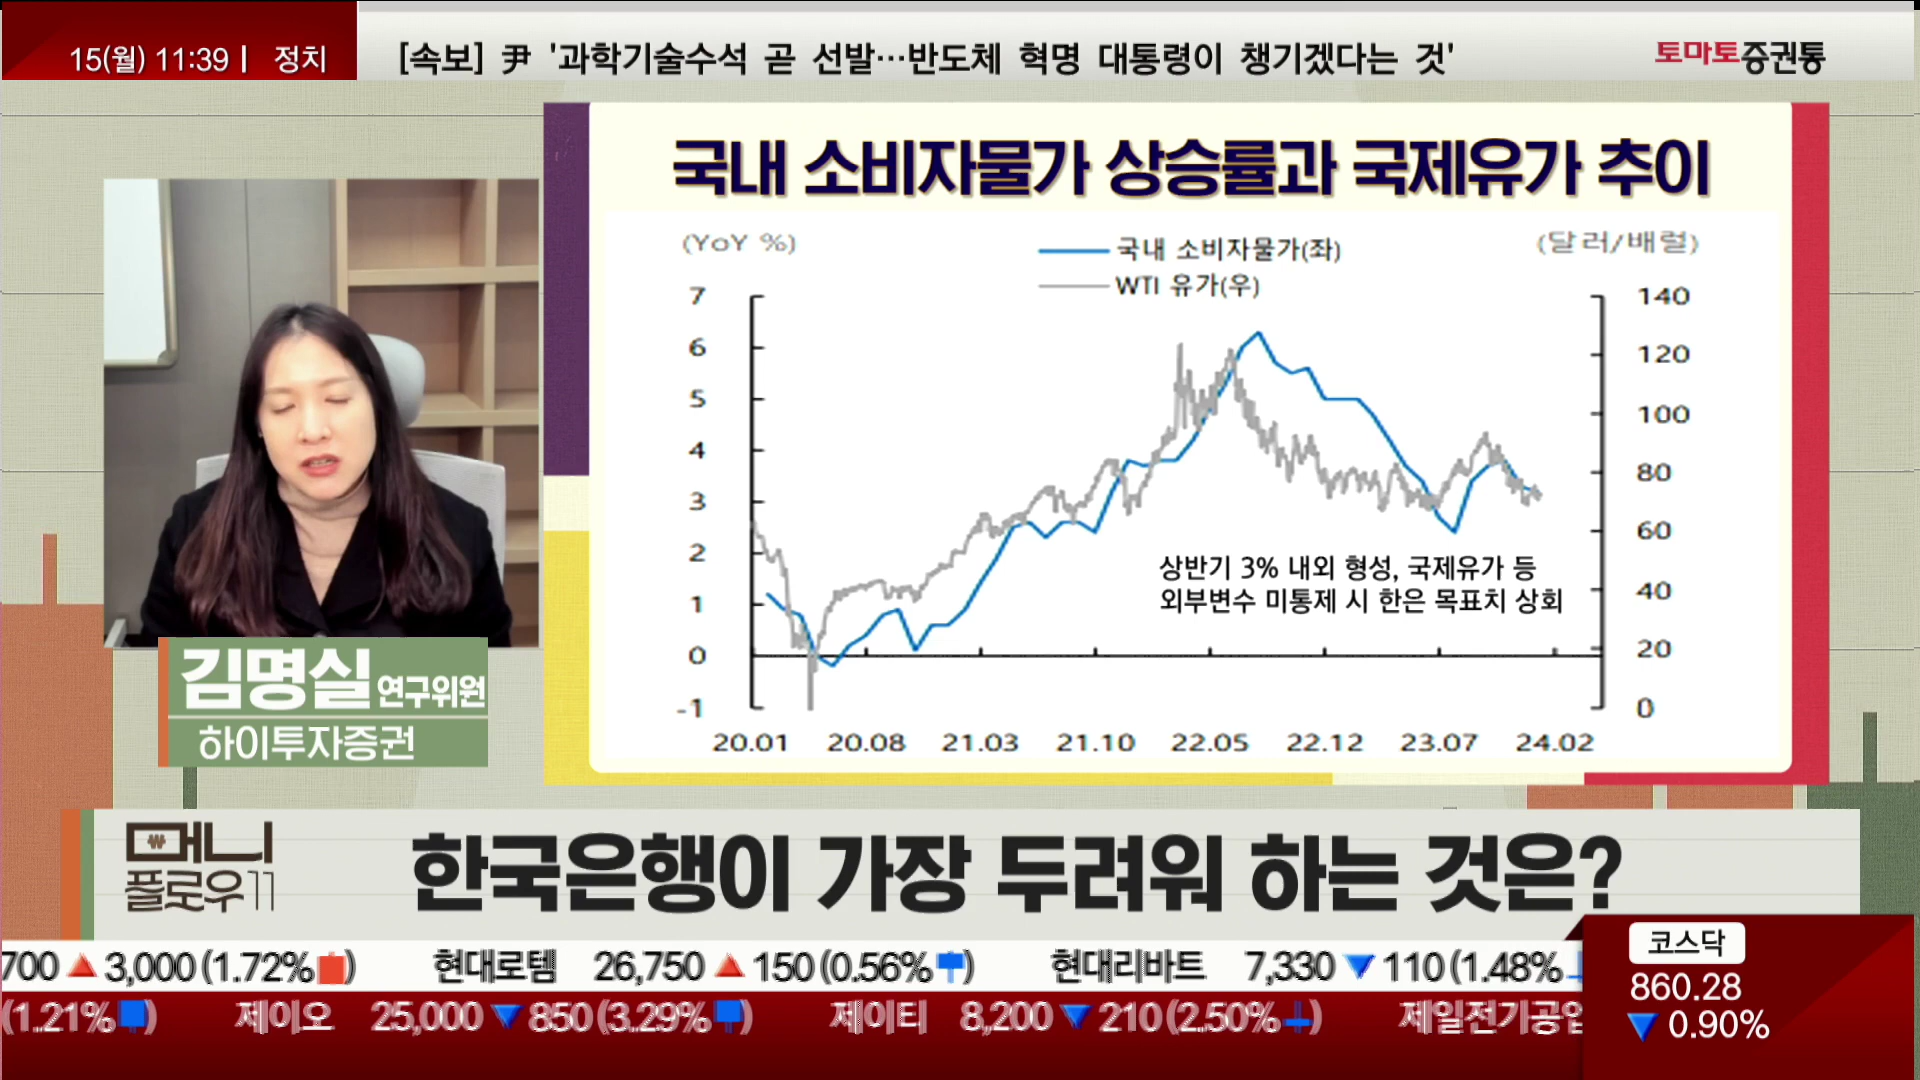 15(월) 11:39 | 정치
[속보] 尹 '과학기술수석 곧 선발…반도체 혁명 대통령이 챙기겠다는 것'
토마토증권통
국내 소비자물가 상승률과 국제유가 추이
(YoY %)
국내 소비자물가(좌)
WTI 유가(우)
(달러/배럴)
7
6
5
4
3
2
1
0
-1
140
120
100
80
60
40
20
0
상반기 3% 내외 형성, 국제유가 등
외부변수 미통제 시 한은 목표치 상회
20.01 20.08 21.03 21.10 22.05 22.12 23.07 24.02
김명실 연구위원
하이투자증권
머니
플로우11
한국은행이 가장 두려워 하는 것은?
700 ▲ 3,000 (1.72% ) 현대로템 26,750 ▲ 150 (0.56% ) 현대리바트 7,330 ▼ 110 (1.48%
(1.21% ) 제이오 25,000 ▼ 850 (3.29% ) 제이티 8,200 ▼ 210 (2.50% ) 제일전기공업
코스닥
860.28
▼ 0.90%